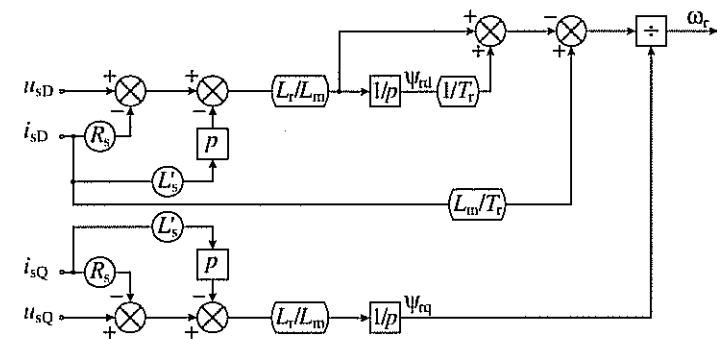 ω_r
+ − ÷
+ +
u_sD + + L_r/L_m 1/p ψ_rd 1/T_r
− −
i_sD R_s p
L'_s
L_m/T_r
L'_s
i_sQ R_s p
− − ψ_rq
u_sQ + + L_r/L_m 1/p